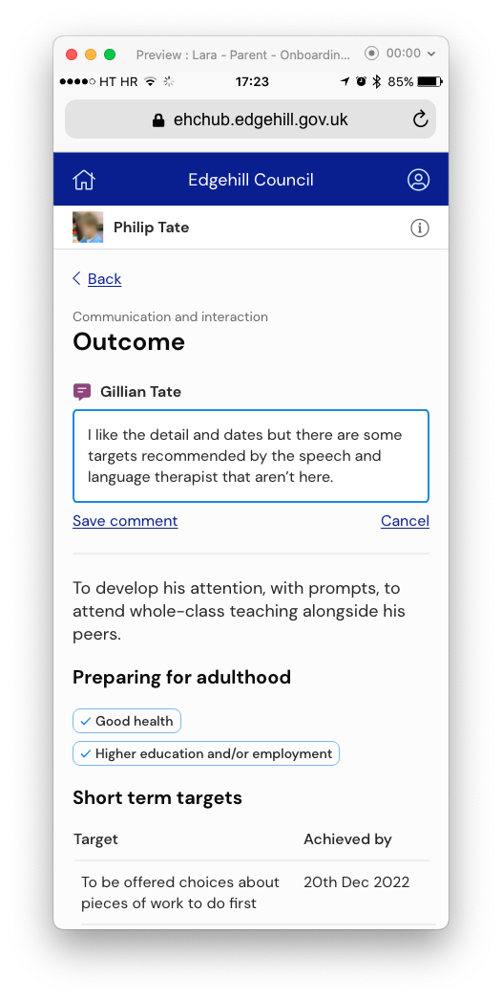 Preview : Lara - Parent - Onboardin...
00:00
HT HR
17:23
85%
ehchub.edgehill.gov.uk
Edgehill Council
Philip Tate
Back
Communication and interaction
Outcome
Gillian Tate
I like the detail and dates but there are some
targets recommended by the speech and
language therapist that aren’t here.
Save comment
Cancel
To develop his attention, with prompts, to
attend whole-class teaching alongside his
peers.
Preparing for adulthood
Good health
Higher education and/or employment
Short term targets
Target
Achieved by
To be offered choices about
pieces of work to do first
20th Dec 2022